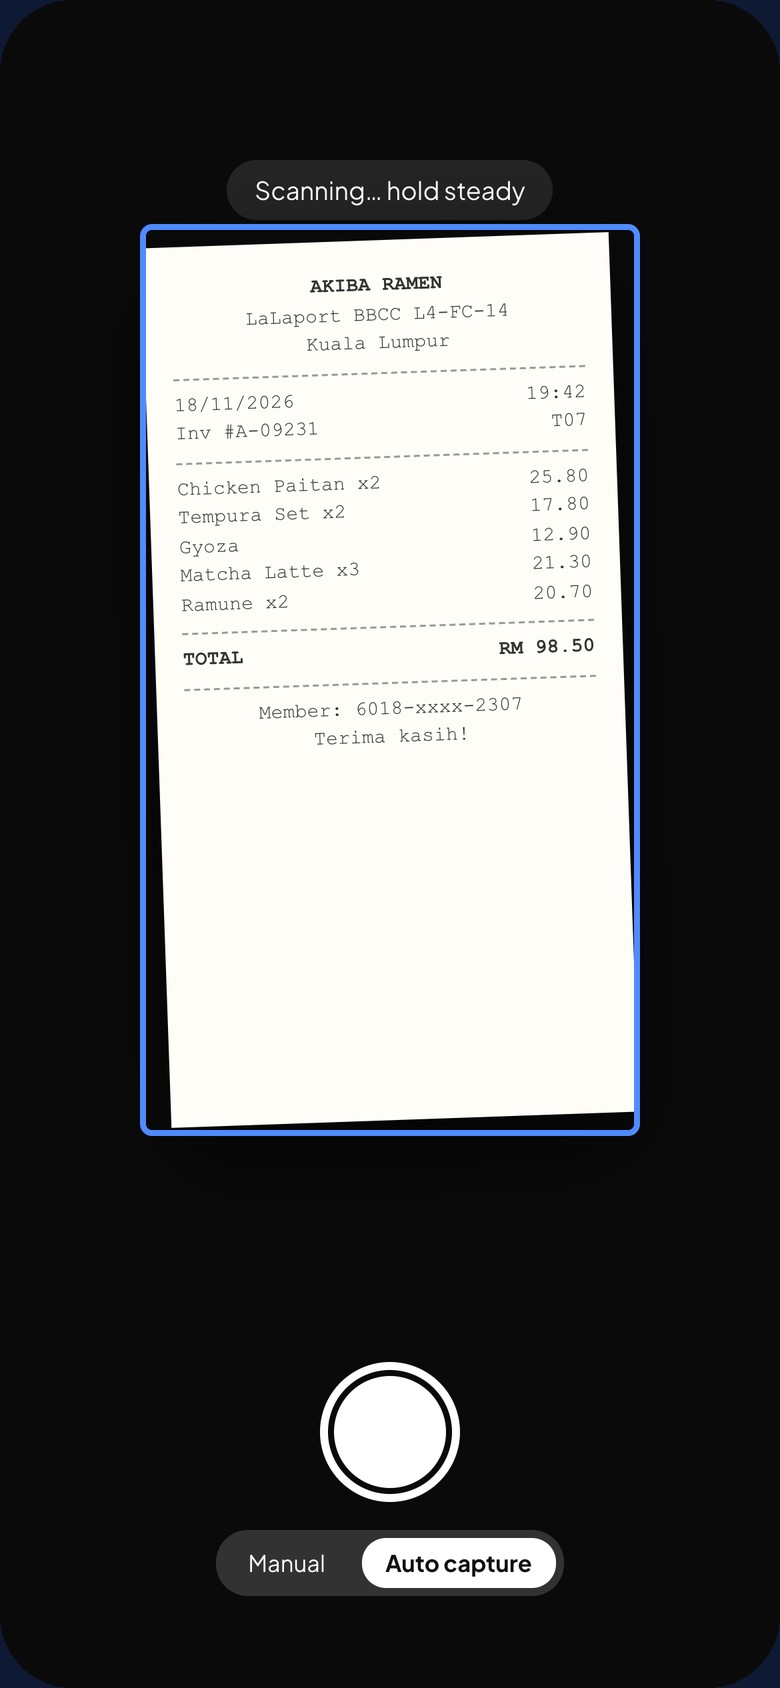 Scanning... hold steady
AKIBA RAMEN
LaLaport BBCC L4-FC-14
Kuala Lumpur
18/11/2026 19:42
Inv #A-09231 T07
Chicken Paitan x2 25.80
Tempura Set x2 17.80
Gyoza 12.90
Matcha Latte x3 21.30
Ramune x2 20.70
TOTAL RM 98.50
Member: 6018-xxxx-2307
Terima kasih!
Manual Auto capture